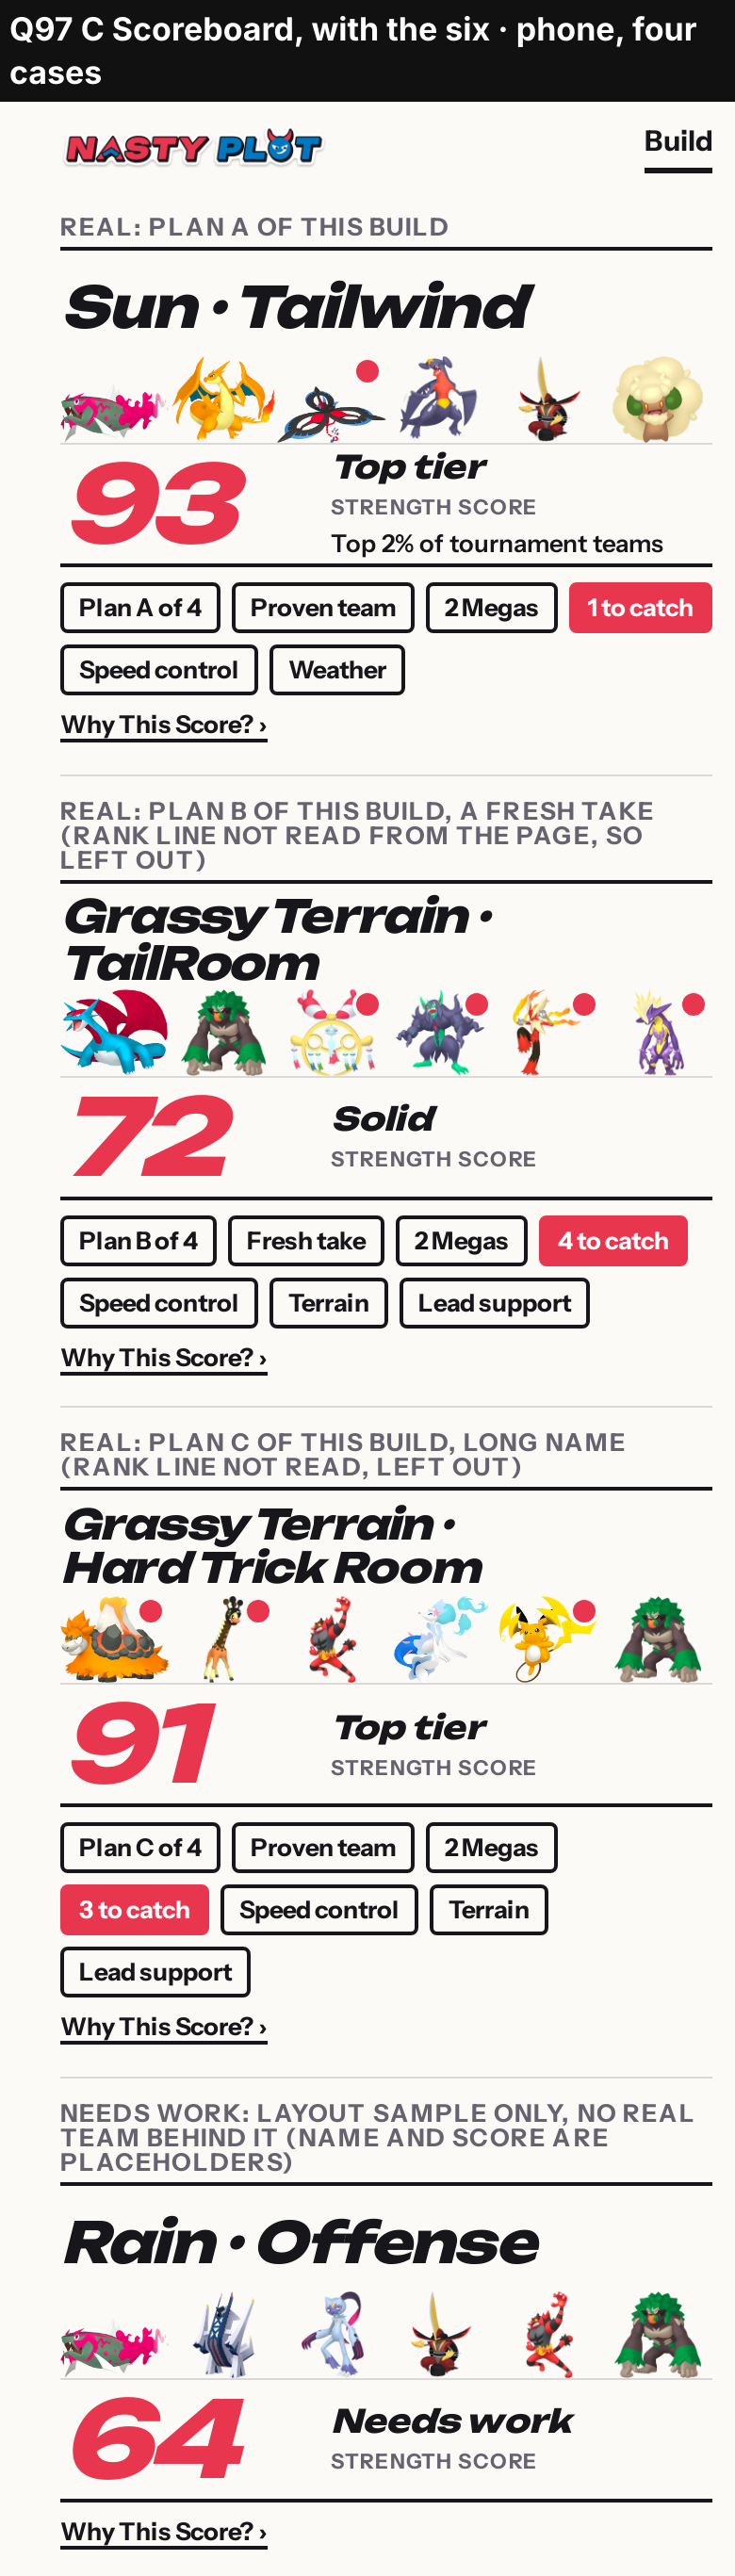 Q97 C Scoreboard, with the six · phone, four
cases
NASTY PLOT
Build
REAL: PLAN A OF THIS BUILD
Sun · Tailwind
93
Top tier
STRENGTH SCORE
Top 2% of tournament teams
Plan A of 4
Proven team
2 Megas
1 to catch
Speed control
Weather
Why This Score? ›
REAL: PLAN B OF THIS BUILD, A FRESH TAKE
(RANK LINE NOT READ FROM THE PAGE, SO
LEFT OUT)
Grassy Terrain ·
TailRoom
72
Solid
STRENGTH SCORE
Plan B of 4
Fresh take
2 Megas
4 to catch
Speed control
Terrain
Lead support
Why This Score? ›
REAL: PLAN C OF THIS BUILD, LONG NAME
(RANK LINE NOT READ, LEFT OUT)
Grassy Terrain ·
Hard Trick Room
91
Top tier
STRENGTH SCORE
Plan C of 4
Proven team
2 Megas
3 to catch
Speed control
Terrain
Lead support
Why This Score? ›
NEEDS WORK: LAYOUT SAMPLE ONLY, NO REAL
TEAM BEHIND IT (NAME AND SCORE ARE
PLACEHOLDERS)
Rain · Offense
64
Needs work
STRENGTH SCORE
Why This Score? ›